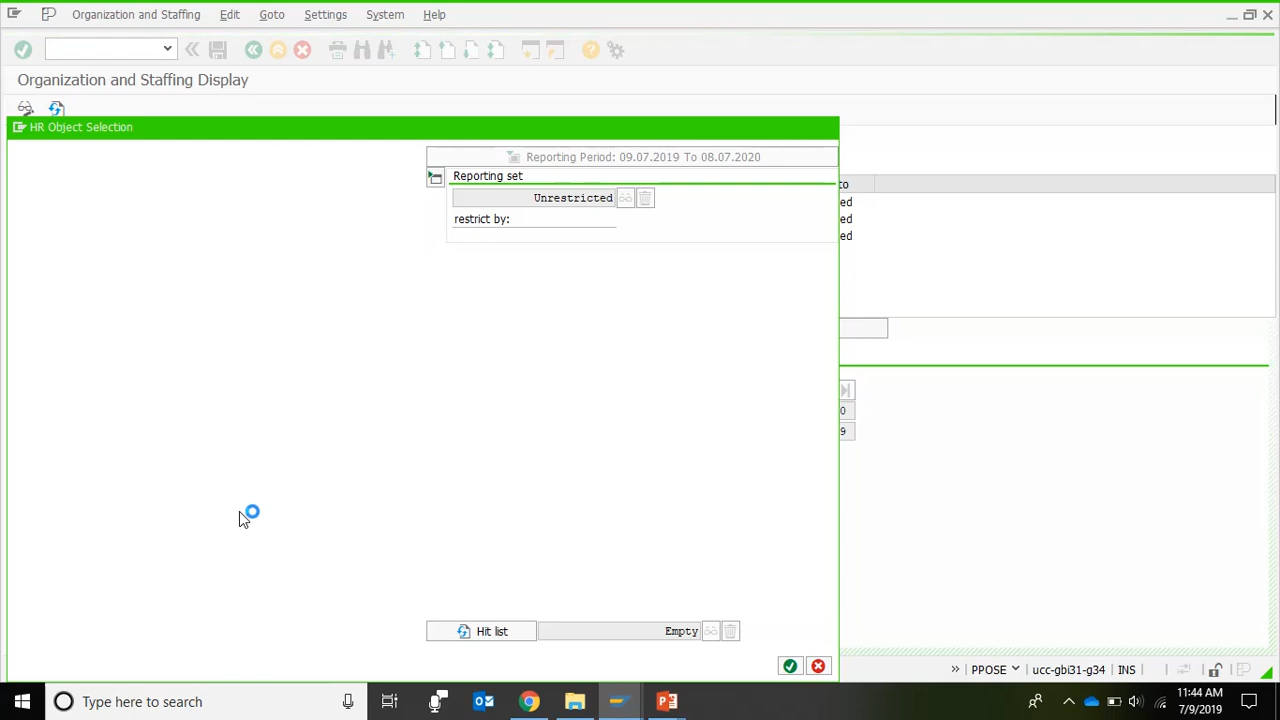 Organization and Staffing Edit Goto Settings System Help
Organization and Staffing Display
HR Object Selection
Reporting Period: 09.07.2019 To 08.07.2020
Reporting set
to
Unrestricted
ed
restrict by:
ed
ed
0
9
Hit list Empty
PPOSE ucc-gbi31-g34 INS
Type here to search
11:44 AM
7/9/2019